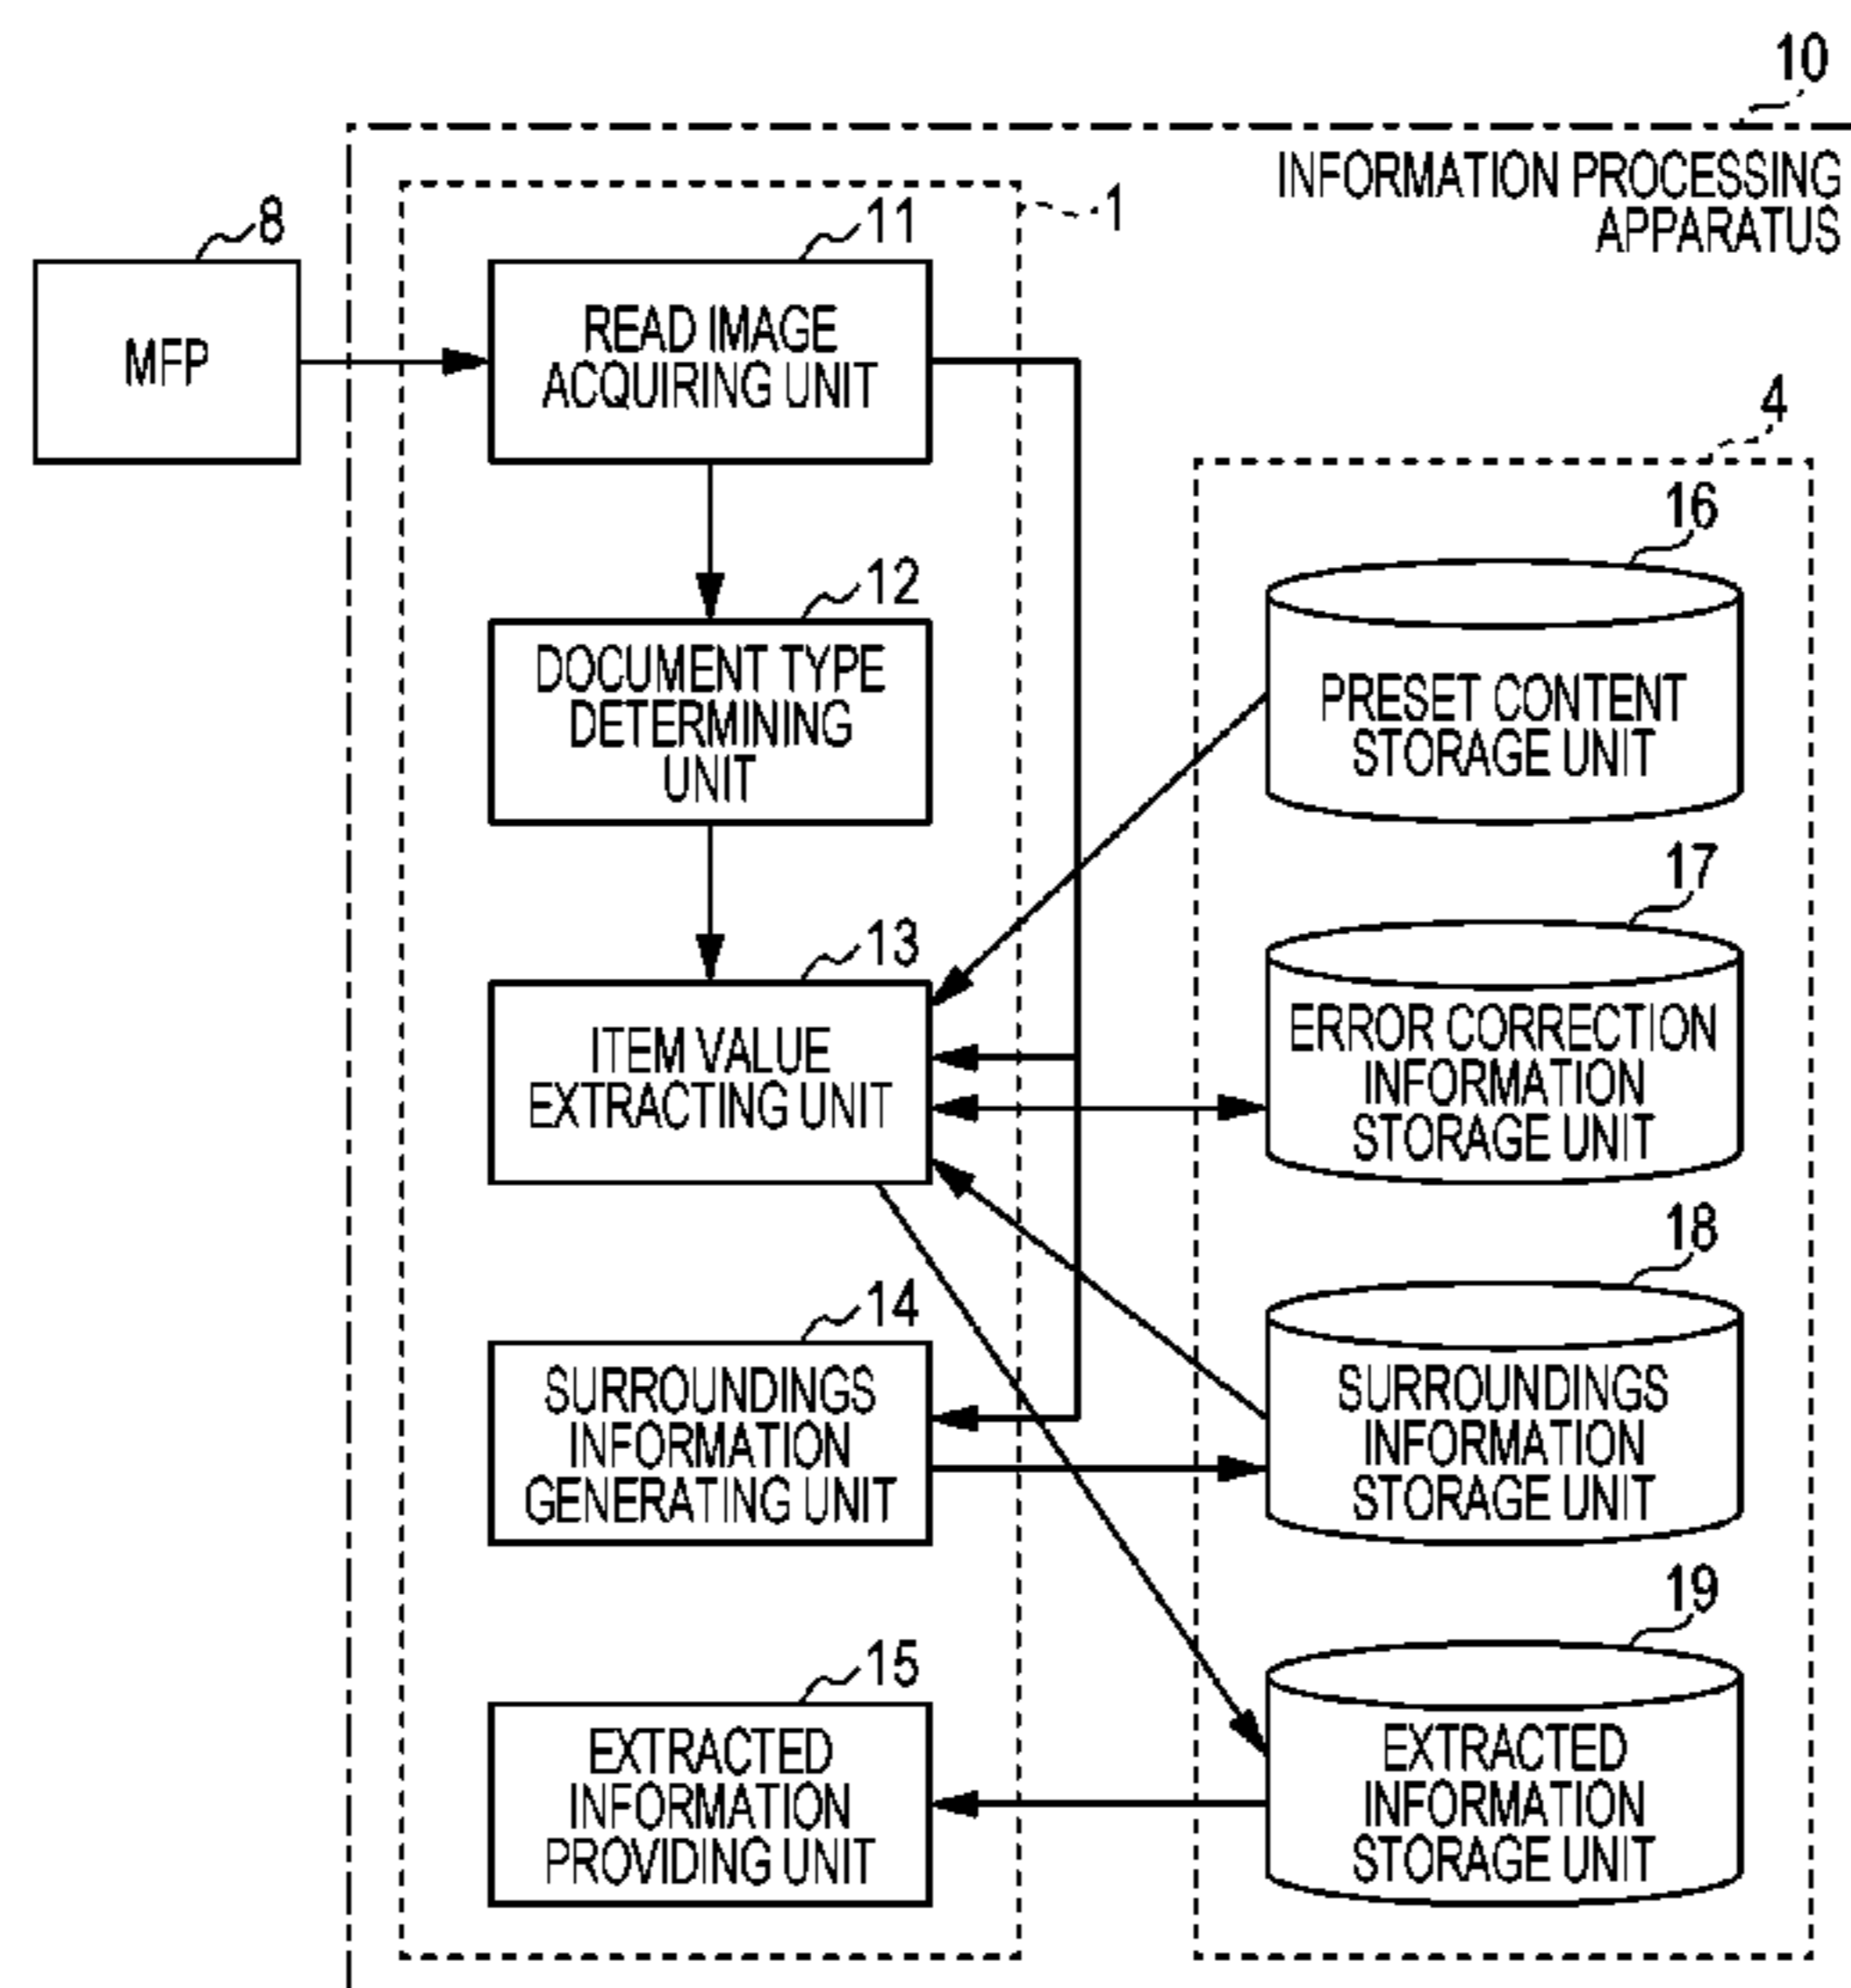 10
INFORMATION PROCESSING
APPARATUS
1
8
MFP
11
READ IMAGE
ACQUIRING UNIT
4
12
DOCUMENT TYPE
DETERMINING
UNIT
16
PRESET CONTENT
STORAGE UNIT
13
ITEM VALUE
EXTRACTING UNIT
17
ERROR CORRECTION
INFORMATION
STORAGE UNIT
14
SURROUNDINGS
INFORMATION
GENERATING UNIT
18
SURROUNDINGS
INFORMATION
STORAGE UNIT
15
EXTRACTED
INFORMATION
PROVIDING UNIT
19
EXTRACTED
INFORMATION
STORAGE UNIT